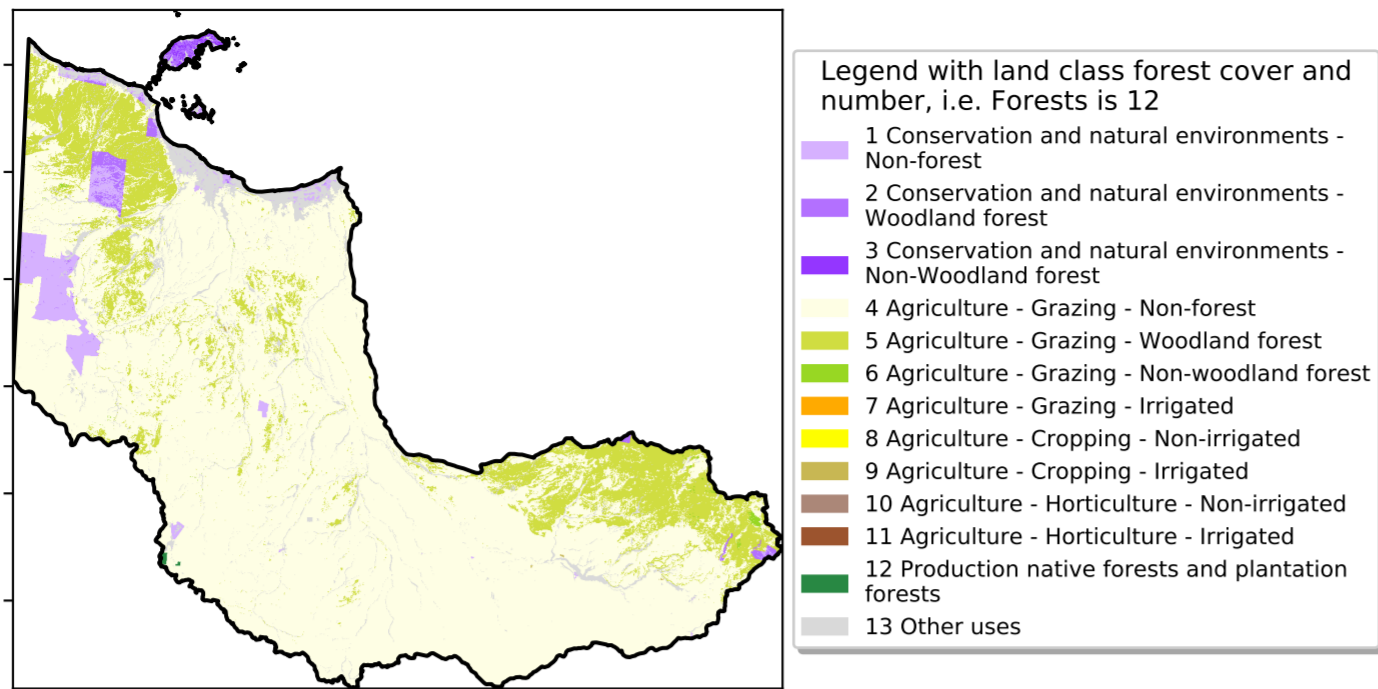 Legend with land class forest cover and
number, i.e. Forests is 12
1 Conservation and natural environments -
Non-forest
2 Conservation and natural environments -
Woodland forest
3 Conservation and natural environments -
Non-Woodland forest
4 Agriculture - Grazing - Non-forest
5 Agriculture - Grazing - Woodland forest
6 Agriculture - Grazing - Non-woodland forest
7 Agriculture - Grazing - Irrigated
8 Agriculture - Cropping - Non-irrigated
9 Agriculture - Cropping - Irrigated
10 Agriculture - Horticulture - Non-irrigated
11 Agriculture - Horticulture - Irrigated
12 Production native forests and plantation
forests
13 Other uses